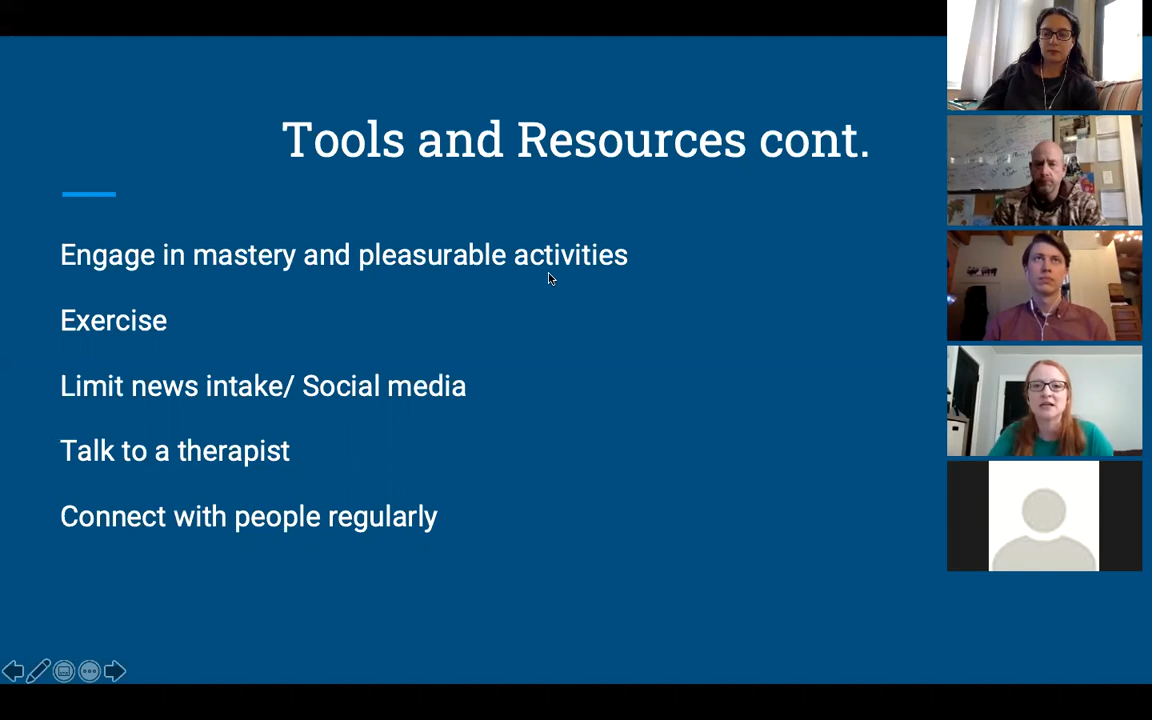 Tools and Resources cont.
Engage in mastery and pleasurable activities
Exercise
Limit news intake/ Social media
Talk to a therapist
Connect with people regularly